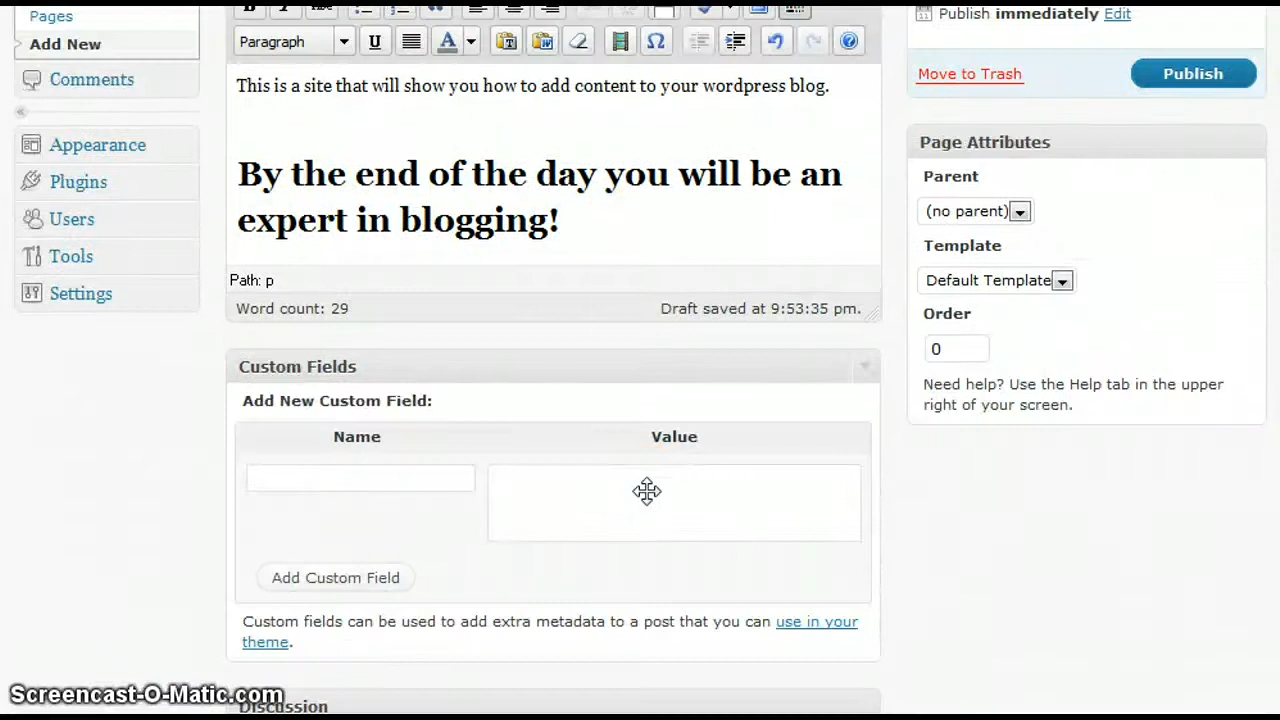 Pages
Add New
Comments
Appearance
Plugins
Users
Tools
Settings
Paragraph
This is a site that will show you how to add content to your wordpress blog.
By the end of the day you will be an
expert in blogging!
Path: p
Word count: 29
Draft saved at 9:53:35 pm.
Custom Fields
Add New Custom Field:
Name
Value
Add Custom Field
Custom fields can be used to add extra metadata to a post that you can use in your
theme.
Discussion
Publish immediately Edit
Move to Trash
Publish
Page Attributes
Parent
(no parent)
Template
Default Template
Order
0
Need help? Use the Help tab in the upper
right of your screen.
Screencast-O-Matic.com